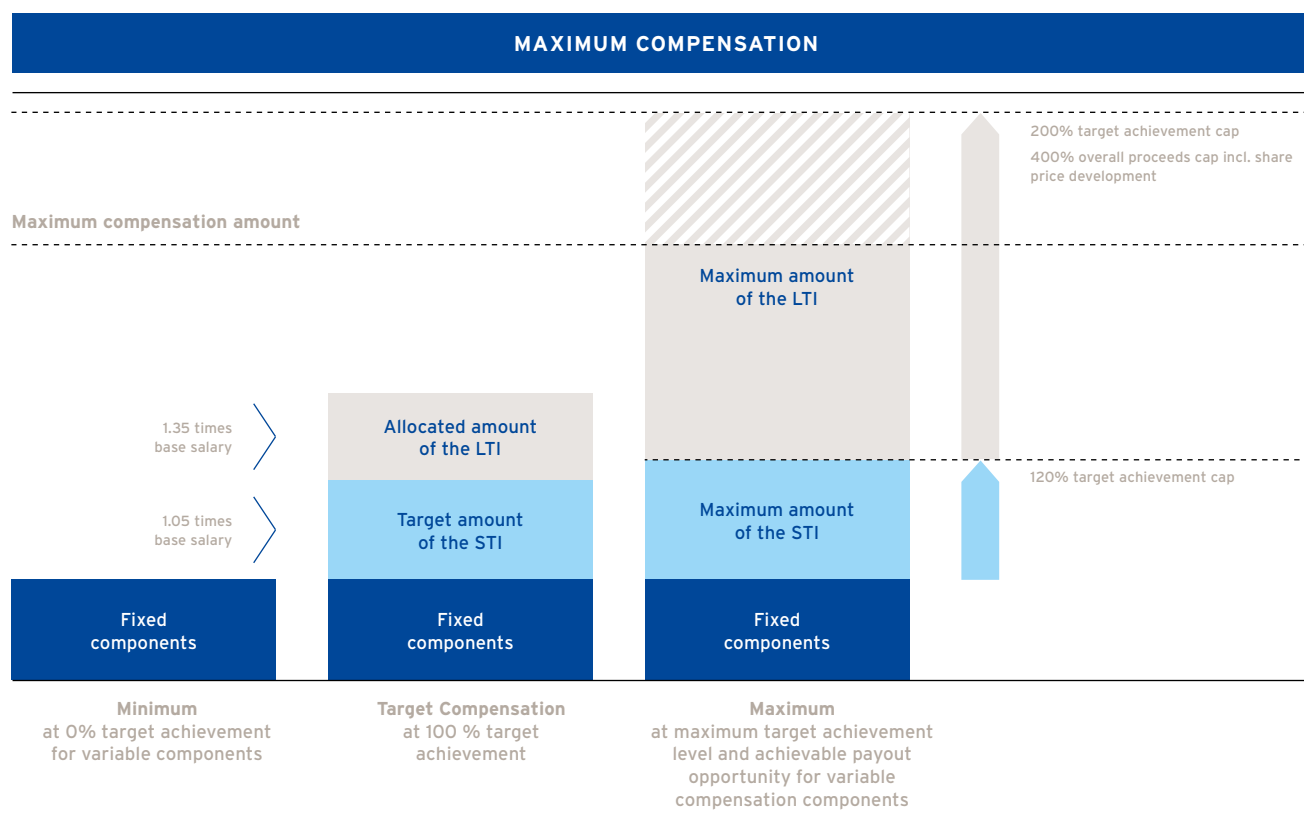 MAXIMUM COMPENSATION
200% target achievement cap
400% overall proceeds cap incl. share
price development
Maximum compensation amount
Maximum amount
of the LTI
1.35 times
base salary
Allocated amount
of the LTI
120% target achievement cap
1.05 times
base salary
Target amount
of the STI
Maximum amount
of the STI
Fixed
components
Fixed
components
Fixed
components
Minimum
at 0% target achievement
for variable components
Target Compensation
at 100 % target
achievement
Maximum
at maximum target achievement
level and achievable payout
opportunity for variable
compensation components